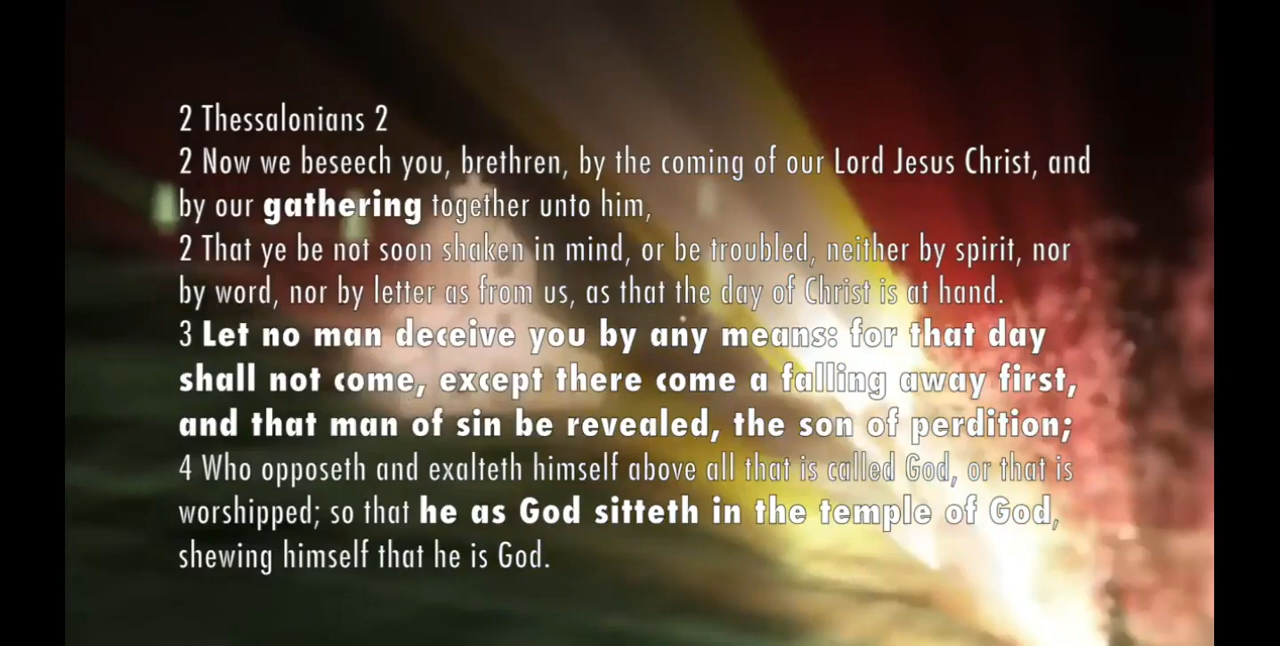 2 Thessalonians 2
2 Now we beseech you, brethren, by the coming of our Lord Jesus Christ, and
by our gathering together unto him,
2 That ye be not soon shaken in mind, or be troubled, neither by spirit, nor
by word, nor by letter as from us, as that the day of Christ is at hand.
3 Let no man deceive you by any means: for that day
shall not come, except there come a falling away first,
and that man of sin be revealed, the son of perdition;
4 Who opposeth and exalteth himself above all that is called God, or that is
worshipped; so that he as God sitteth in the temple of God,
shewing himself that he is God.